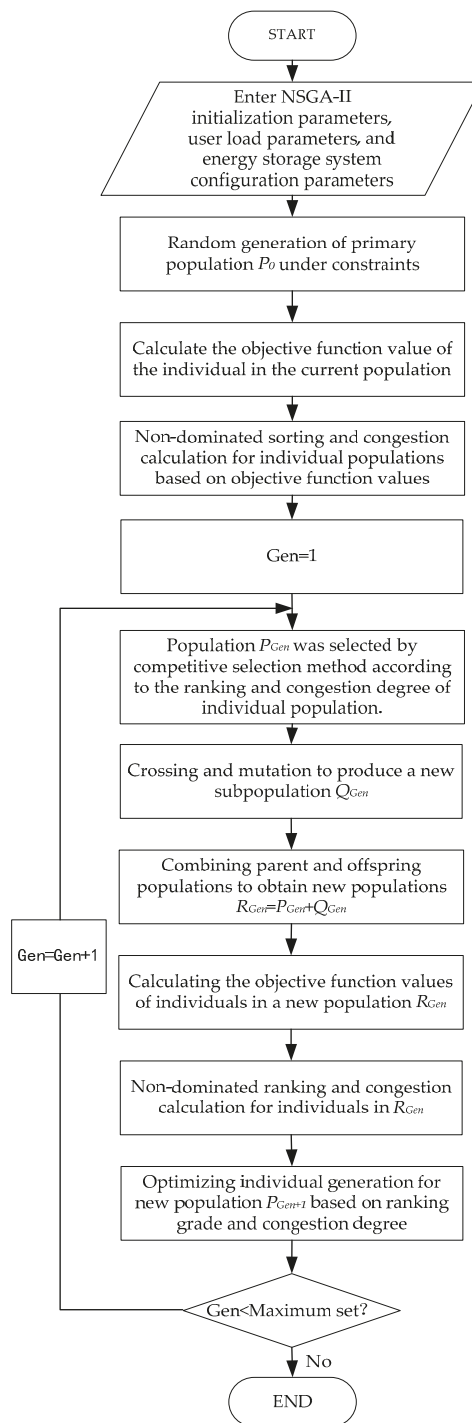 START
Enter NSGA-II
initialization parameters,
user load parameters, and
energy storage system
configuration parameters
Random generation of primary
population P0 under constraints
Calculate the objective function value of
the individual in the current population
Non-dominated sorting and congestion
calculation for individual populations
based on objective function values
Gen=1
Population PGen was selected by
competitive selection method according
to the ranking and congestion degree of
individual population.
Crossing and mutation to produce a new
subpopulation QGen
Combining parent and offspring
populations to obtain new populations
RGen=PGen+QGen
Gen=Gen+1
Calculating the objective function values
of individuals in a new population RGen
Non-dominated ranking and congestion
calculation for individuals in RGen
Optimizing individual generation for
new population PGen+1 based on ranking
grade and congestion degree
Gen<Maximum set?
No
END